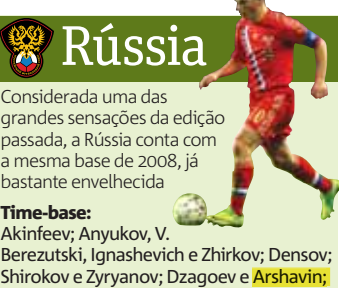 Rússia
Considerada uma das
grandes sensações da edição
passada, a Rússia conta com
a mesma base de 2008, já
bastante envelhecida
Time-base:
Akinfeev; Anyukov, V.
Berezutski, Ignashevich e Zhirkov; Densov;
Shirokov e Zyryanov; Dzagoev e Arshavin;